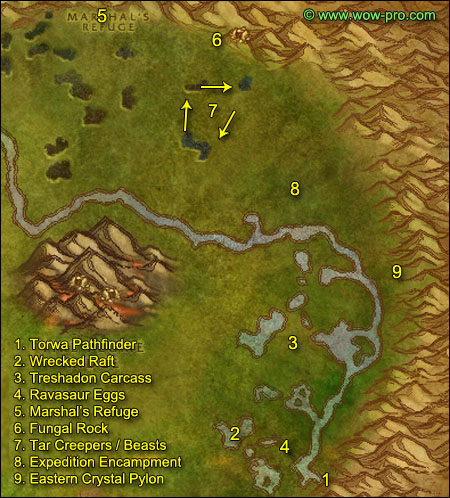 © www.wow-pro.com
5
MARSHAL'S
REFUGE
6
7
8
9
3
2
4
1
1. Torwa Pathfinder
2. Wrecked Raft
3. Treshadon Carcass
4. Ravasaur Eggs
5. Marshal's Refuge
6. Fungal Rock
7. Tar Creepers / Beasts
8. Expedition Encampment
9. Eastern Crystal Pylon